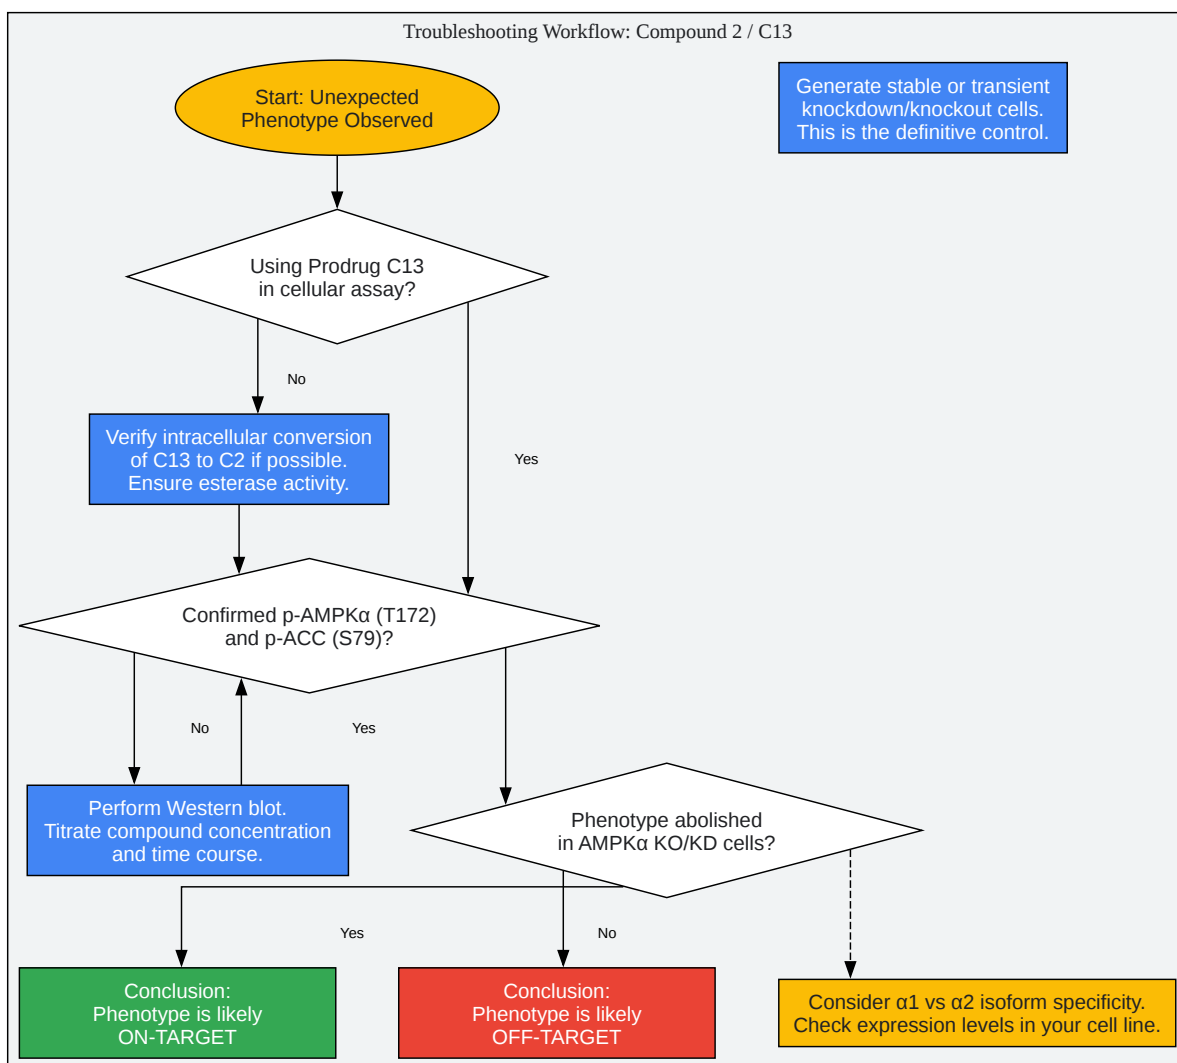 Troubleshooting Workflow: Compound 2 / C13
Start: Unexpected
Phenotype Observed
Generate stable or transient
knockdown/knockout cells.
This is the definitive control.
Using Prodrug C13
in cellular assay?
No
Yes
Verify intracellular conversion
of C13 to C2 if possible.
Ensure esterase activity.
Confirmed p-AMPKα (T172)
and p-ACC (S79)?
No
Yes
Perform Western blot.
Titrate compound concentration
and time course.
Phenotype abolished
in AMPKα KO/KD cells?
Yes
No
Conclusion:
Phenotype is likely
ON-TARGET
Conclusion:
Phenotype is likely
OFF-TARGET
Consider α1 vs α2 isoform specificity.
Check expression levels in your cell line.